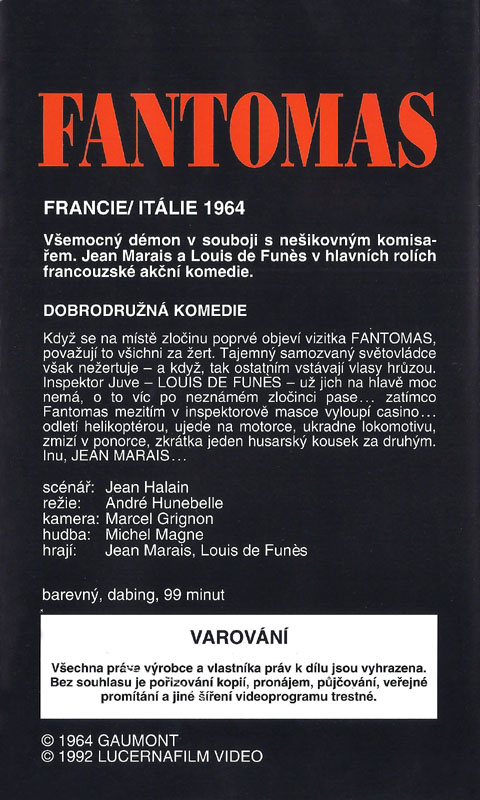 FANTOMAS
FRANCIE/ ITÁLIE 1964
Všemocný démon v souboji s nešikovným komisa-
řem. Jean Marais a Louis de Funès v hlavních rolích
francouzské akční komedie.
DOBRODRUŽNÁ KOMEDIE
Když se na místě zločinu poprvé objeví vizitka FANTOMAS,
považují to všichni za žert. Tajemný samozvaný světovládce
však nežertuje – a když, tak ostatním vstávají vlasy hrůzou.
Inspektor Juve – LOUIS DE FUNÈS – už jich na hlavě moc
nemá, o to víc po neznámém zločinci pase... zatímco
Fantomas mezitím v inspektorově masce vyloupí casino...
odletí helikoptérou, ujede na motorce, ukradne lokomotivu,
zmizí v ponorce, zkrátka jeden husarský kousek za druhým.
Inu, JEAN MARAIS...
scénář: Jean Halain
režie: André Hunebelle
kamera: Marcel Grignon
hudba: Michel Magne
hrají: Jean Marais, Louis de Funès
barevný, dabing, 99 minut
VAROVÁNÍ
Všechna práva výrobce a vlastníka práv k dílu jsou vyhrazena.
Bez souhlasu je pořizování kopií, pronájem, půjčování, veřejné
promítání a jiné šíření videoprogramu trestné.
© 1964 GAUMONT
© 1992 LUCERNAFILM VIDEO